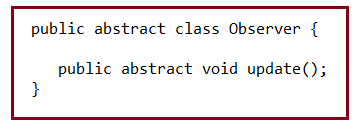 public abstract class Observer {
public abstract void update();
}